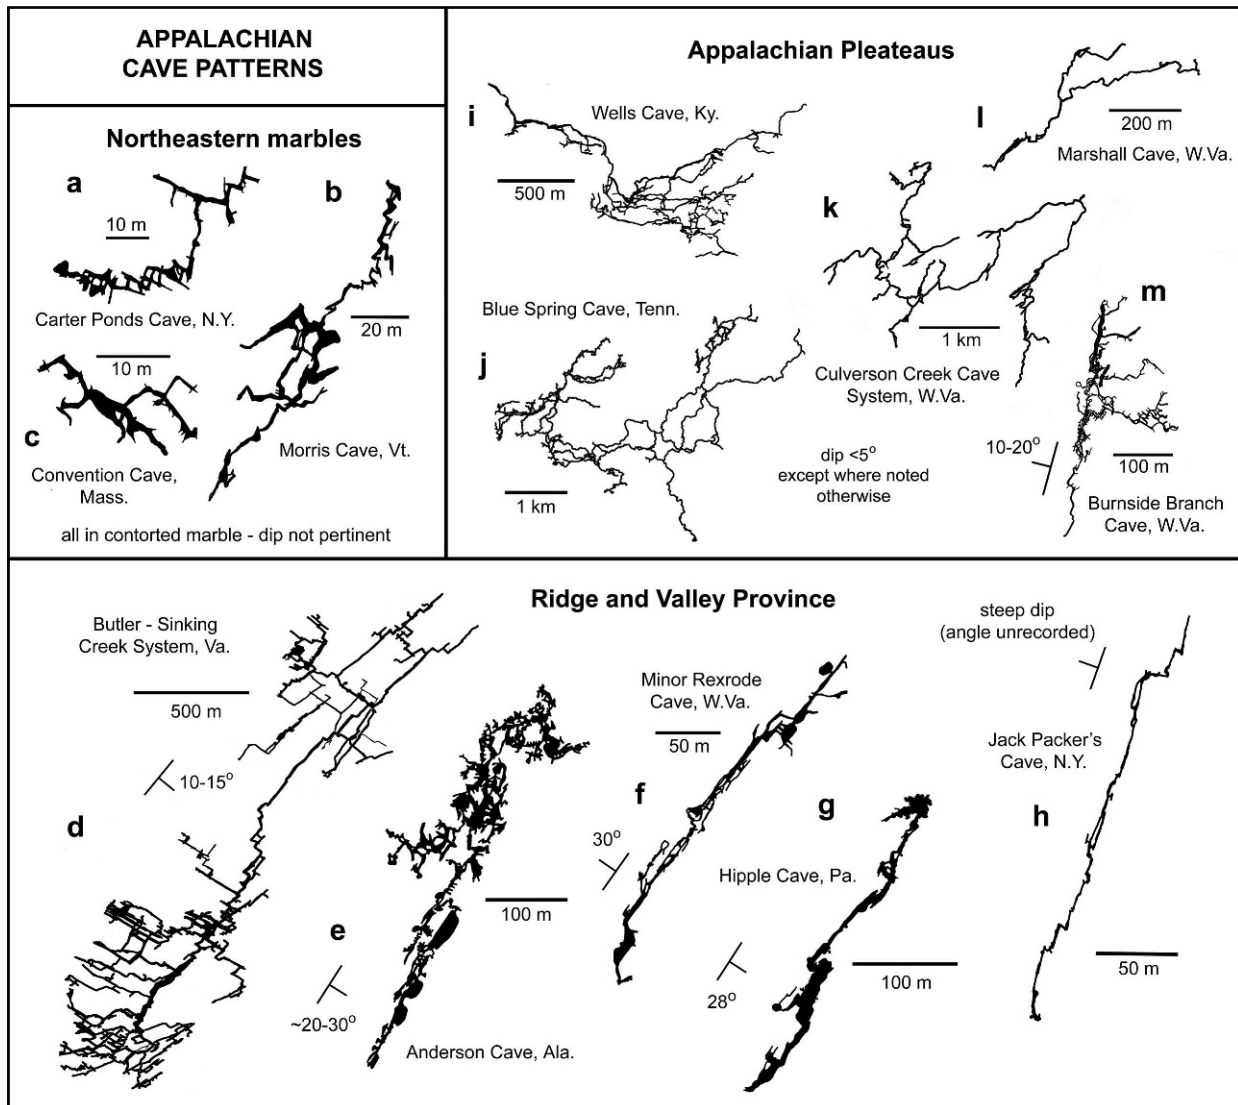 APPALACHIAN
CAVE PATTERNS
Northeastern marbles
a
b
10 m
20 m
Carter Ponds Cave, N.Y.
10 m
c
Convention Cave,
Mass.
Morris Cave, Vt.
all in contorted marble - dip not pertinent
Appalachian Pleateaus
i
Wells Cave, Ky.
500 m
l
200 m
Marshall Cave, W.Va.
k
Blue Spring Cave, Tenn.
j
1 km
1 km
Culverson Creek Cave
System, W.Va.
m
10-20°
100 m
dip <5°
except where noted
otherwise
Burnside Branch
Cave, W.Va.
Ridge and Valley Province
Butler - Sinking
Creek System, Va.
500 m
10-15°
d
e
100 m
~20-30°
Anderson Cave, Ala.
Minor Rexrode
Cave, W.Va.
50 m
f
30°
g
Hipple Cave, Pa.
28°
100 m
steep dip
(angle unrecorded)
Jack Packer's
Cave, N.Y.
h
50 m